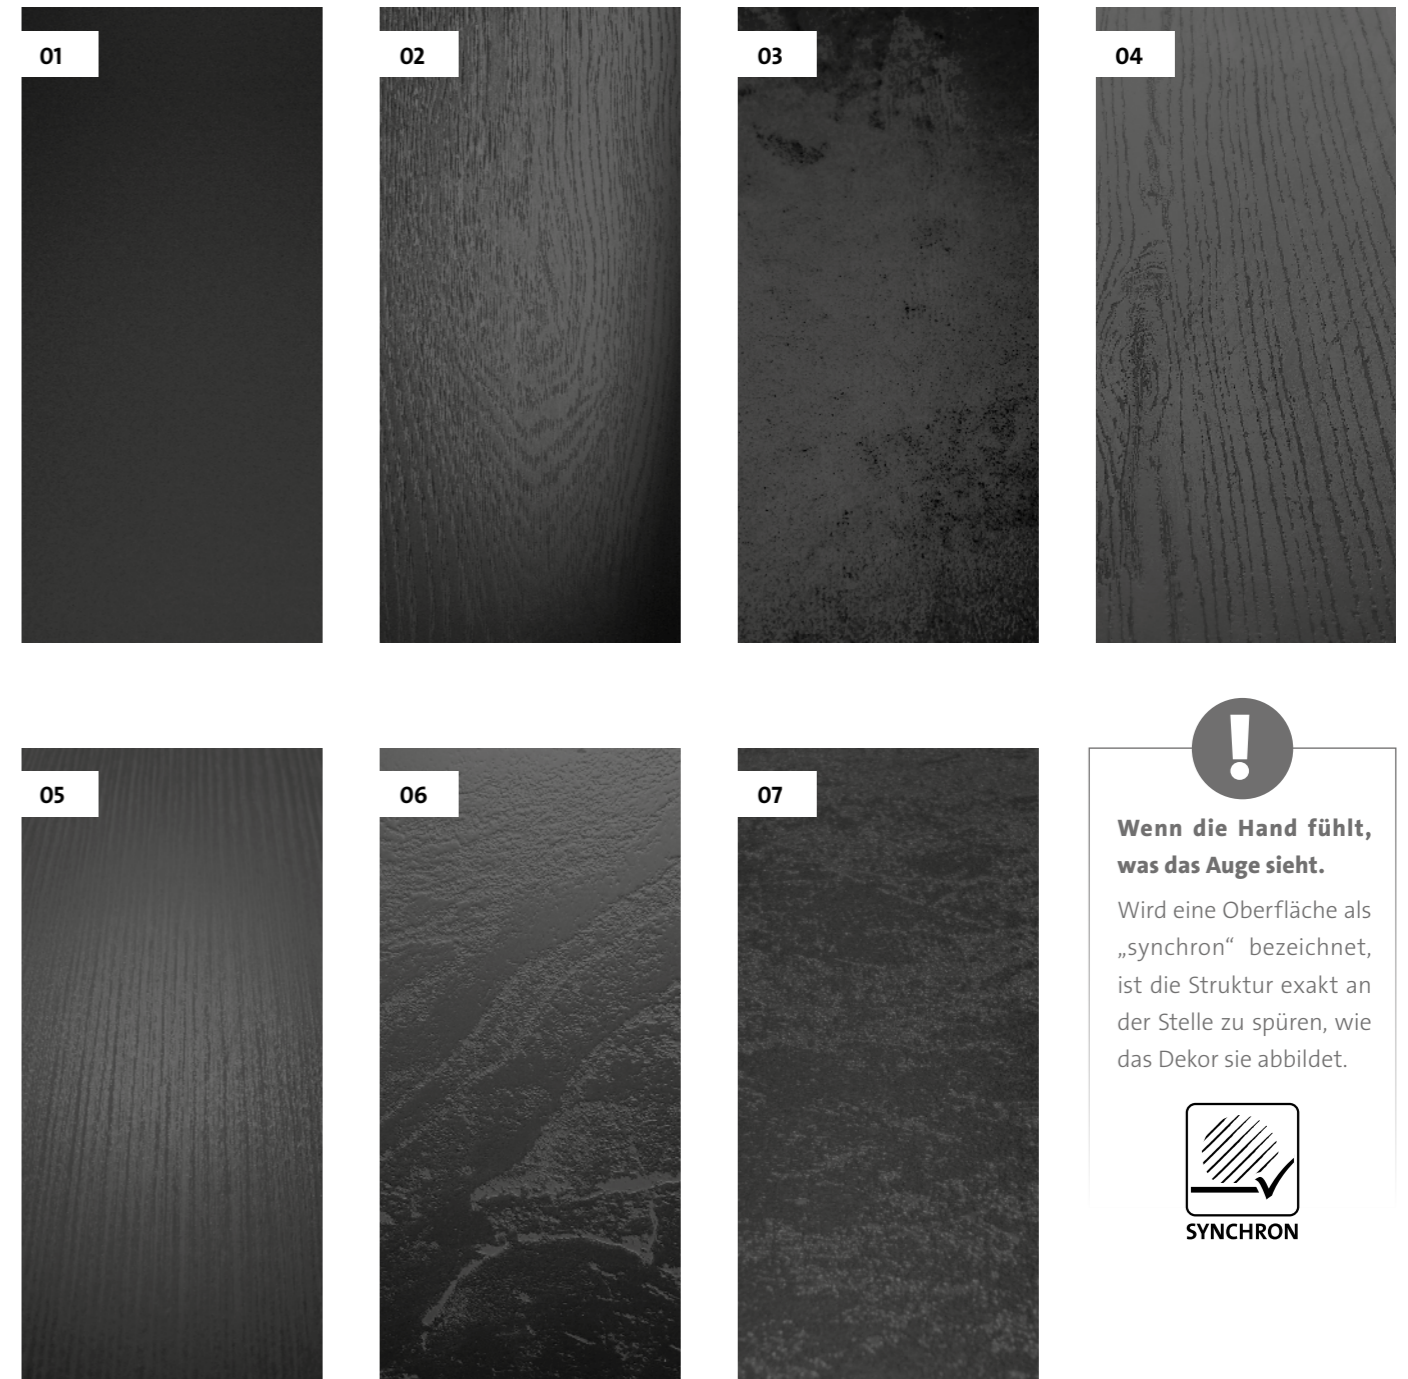 01
02
03
04
05
06
07
Wenn die Hand fühlt,
was das Auge sieht.
Wird eine Oberfläche als
„synchron“ bezeichnet,
ist die Struktur exakt an
der Stelle zu spüren, wie
das Dekor sie abbildet.
SYNCHRON